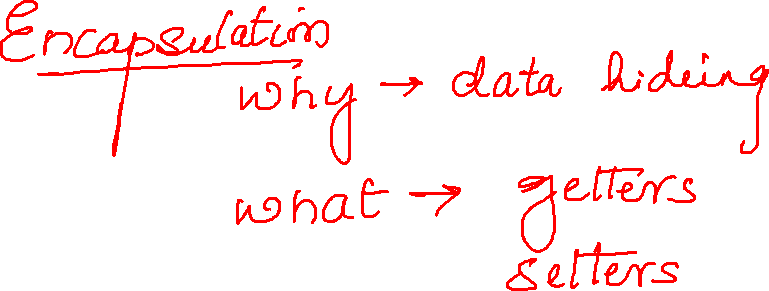 Encapsulation
why → data hideing
what → getters
setters